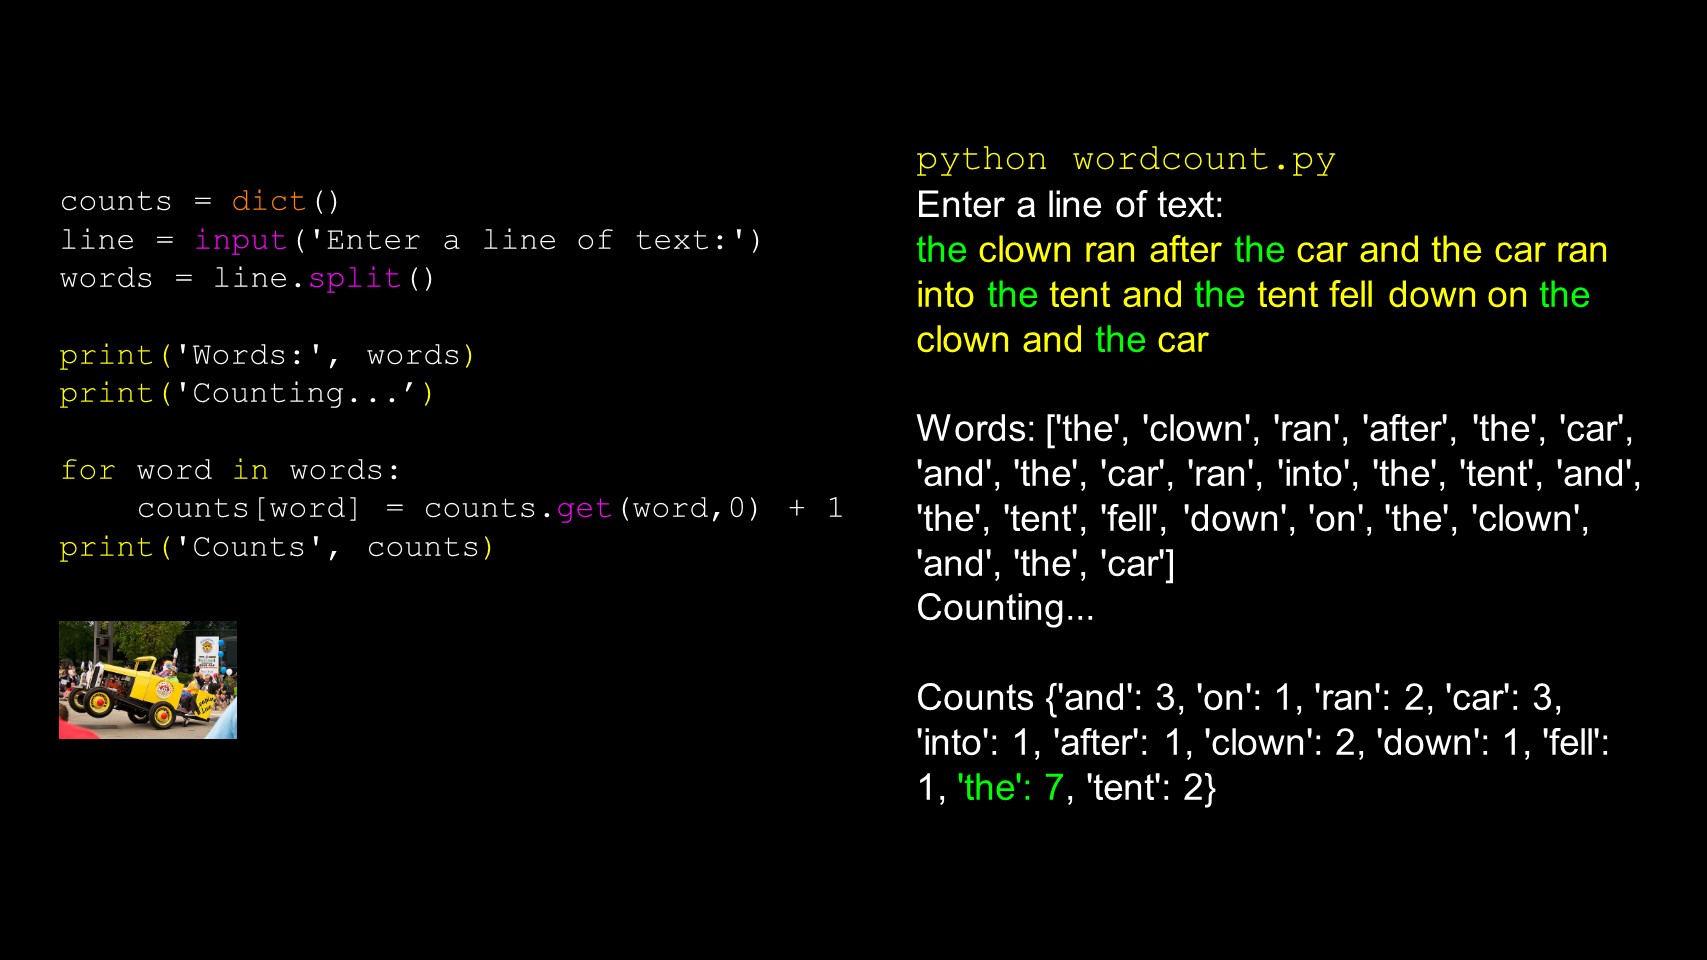 counts = dict()
line = input('Enter a line of text:')
words = line.split()
print('Words:', words)
print('Counting...’)
for word in words:
    counts[word] = counts.get(word,0) + 1
print('Counts', counts)
python wordcount.py
Enter a line of text:
the clown ran after the car and the car ran
into the tent and the tent fell down on the
clown and the car
Words: ['the', 'clown', 'ran', 'after', 'the', 'car',
'and', 'the', 'car', 'ran', 'into', 'the', 'tent', 'and',
'the', 'tent', 'fell', 'down', 'on', 'the', 'clown',
'and', 'the', 'car']
Counting...
Counts {'and': 3, 'on': 1, 'ran': 2, 'car': 3,
'into': 1, 'after': 1, 'clown': 2, 'down': 1, 'fell':
1, 'the': 7, 'tent': 2}